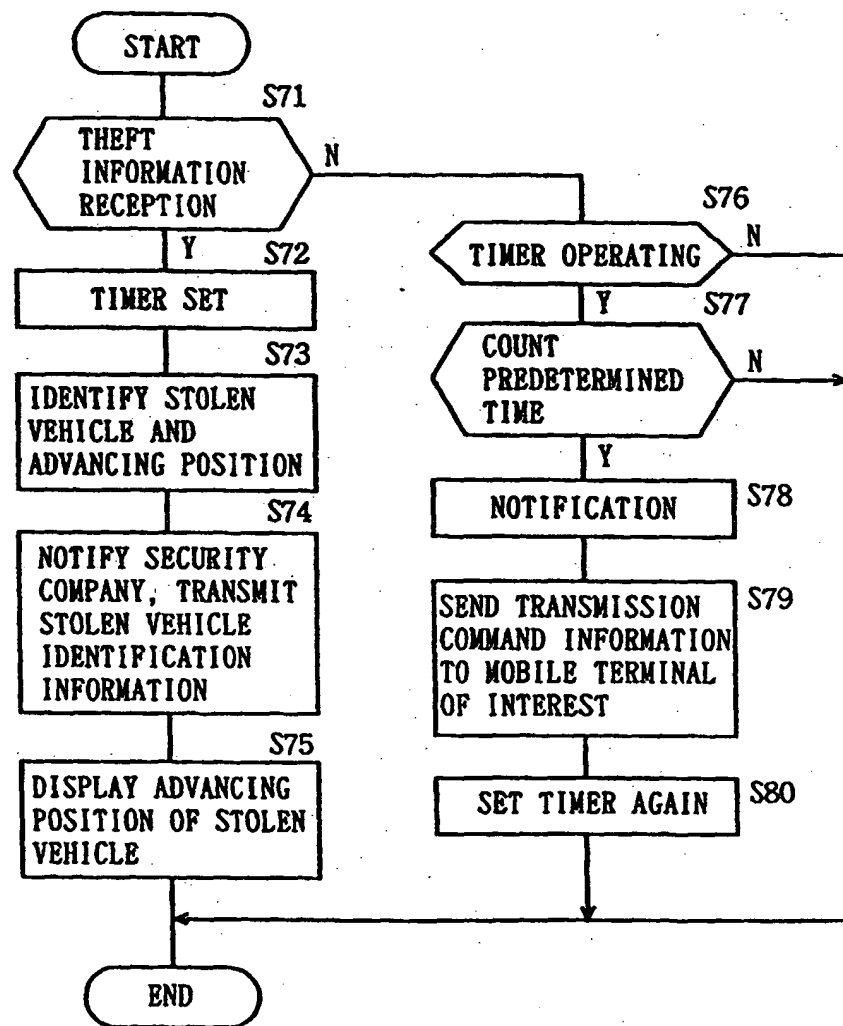 START
S71
THEFT
INFORMATION
RECEPTION
N
Y
S72
TIMER SET
S73
IDENTIFY STOLEN
VEHICLE AND
ADVANCING POSITION
S74
NOTIFY SECURITY
COMPANY, TRANSMIT
STOLEN VEHICLE
IDENTIFICATION
INFORMATION
S75
DISPLAY ADVANCING
POSITION OF STOLEN
VEHICLE
END
S76
TIMER OPERATING
N
Y
S77
COUNT
PREDETERMINED
TIME
N
Y
NOTIFICATION
S78
SEND TRANSMISSION
COMMAND INFORMATION
TO MOBILE TERMINAL
OF INTEREST
S79
SET TIMER AGAIN
S80